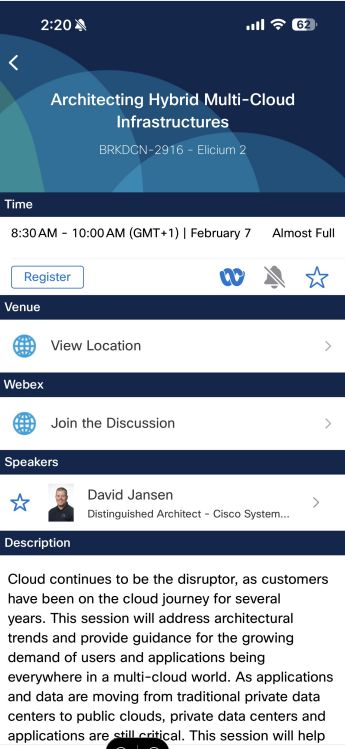 2:20
62
Architecting Hybrid Multi-Cloud
Infrastructures
BRKDCN-2916 - Elicium 2
Time
8:30 AM - 10:00 AM (GMT+1) | February 7 Almost Full
Register
Venue
View Location
Webex
Join the Discussion
Speakers
David Jansen
Distinguished Architect - Cisco System...
Description
Cloud continues to be the disruptor, as customers
have been on the cloud journey for several
years. This session will address architectural
trends and provide guidance for the growing
demand of users and applications being
everywhere in a multi-cloud world. As applications
and data are moving from traditional private data
centers to public clouds, private data centers and
applications are still critical. This session will help